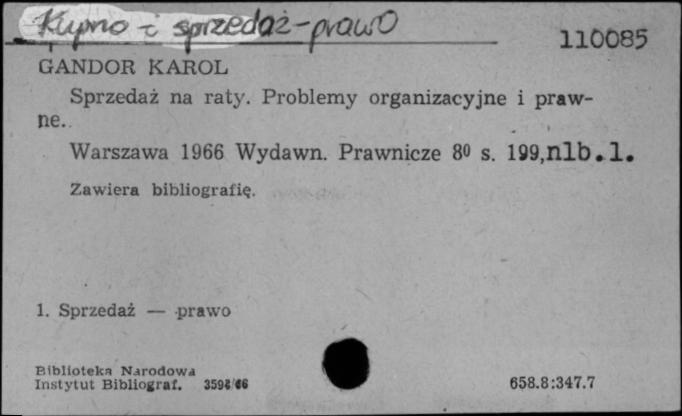 Kupno i sprzedaż - prawo
110085
GANDOR KAROL
Sprzedaż na raty. Problemy organizacyjne i praw-
ne.
Warszawa 1966 Wydawn. Prawnicze 8⁰ s. 199,nlb.1.
Zawiera bibliografię.
1. Sprzedaż — prawo
Biblioteka Narodowa
Instytut Bibliograf.
658.8:347.7